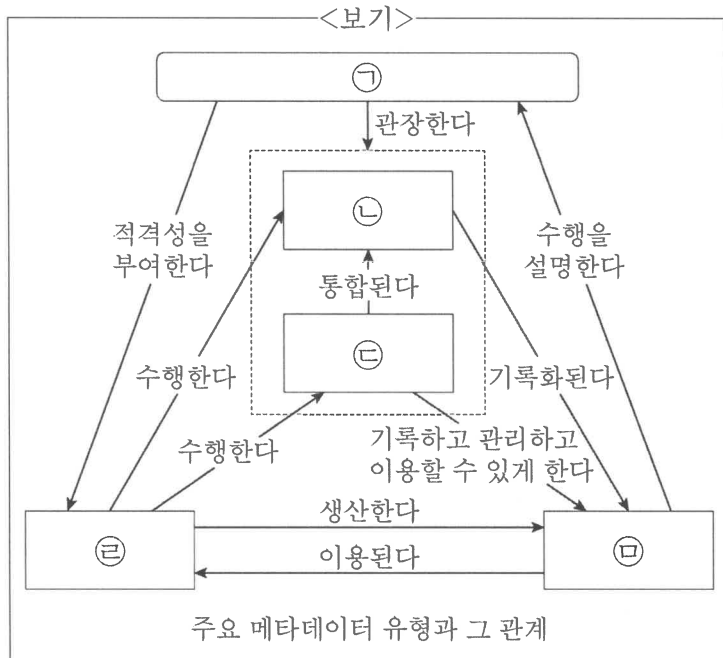 <보기>
㉠
관장한다
㉡
적격성을
부여한다
수행을
설명한다
통합된다
㉢
수행한다
기록화된다
수행한다
기록하고 관리하고
이용할 수 있게 한다
생산한다
㉣
㉤
이용된다
주요 메타데이터 유형과 그 관계